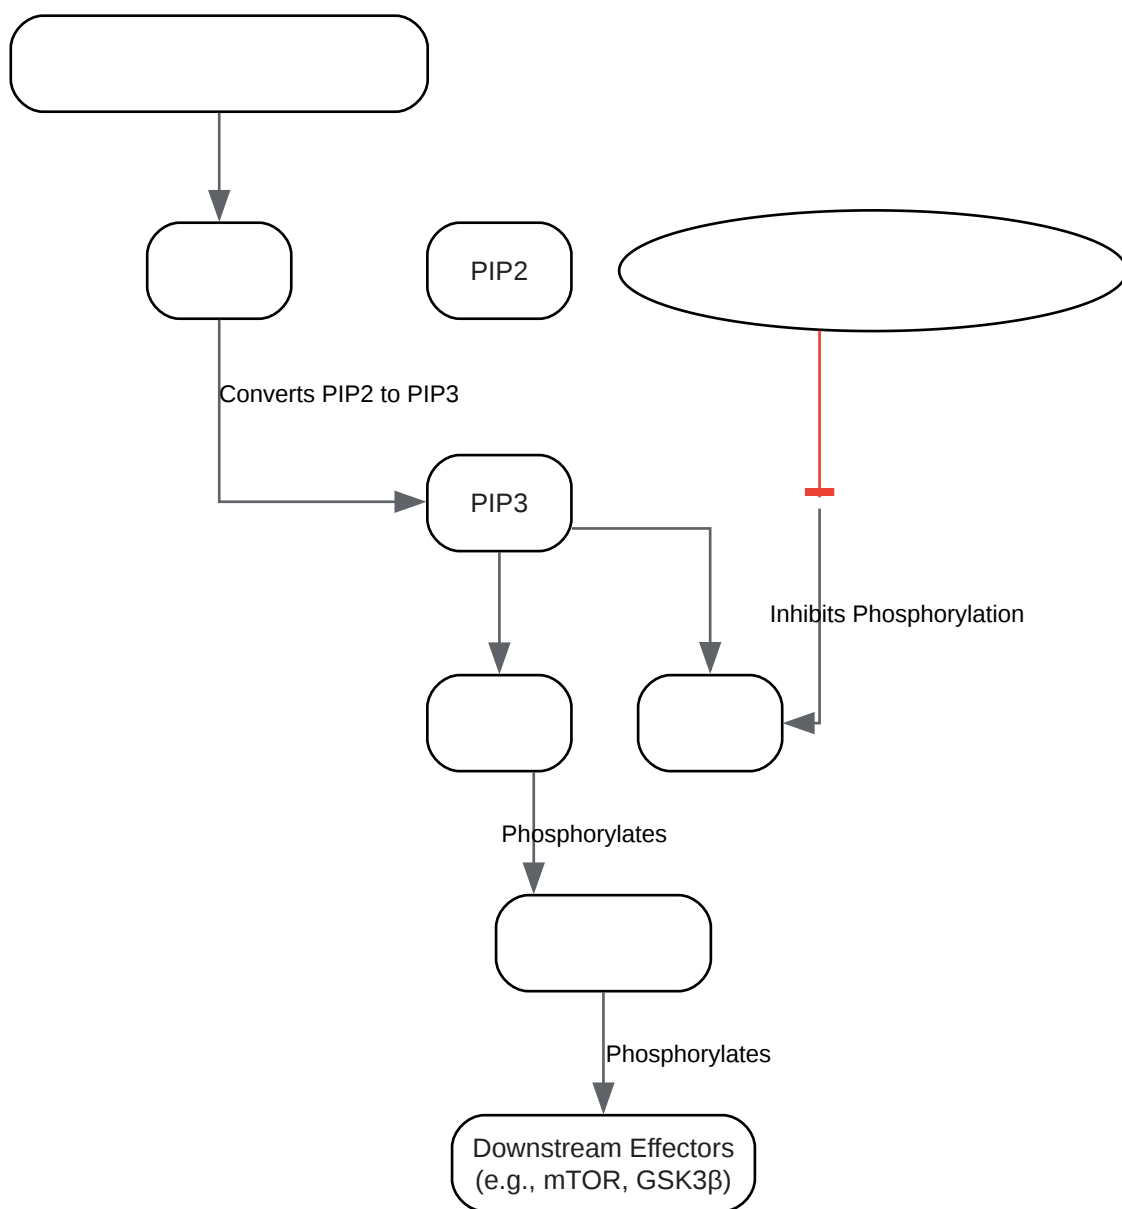 PIP2
Converts PIP2 to PIP3
PIP3
Inhibits Phosphorylation
Phosphorylates
Phosphorylates
Downstream Effectors
(e.g., mTOR, GSK3β)